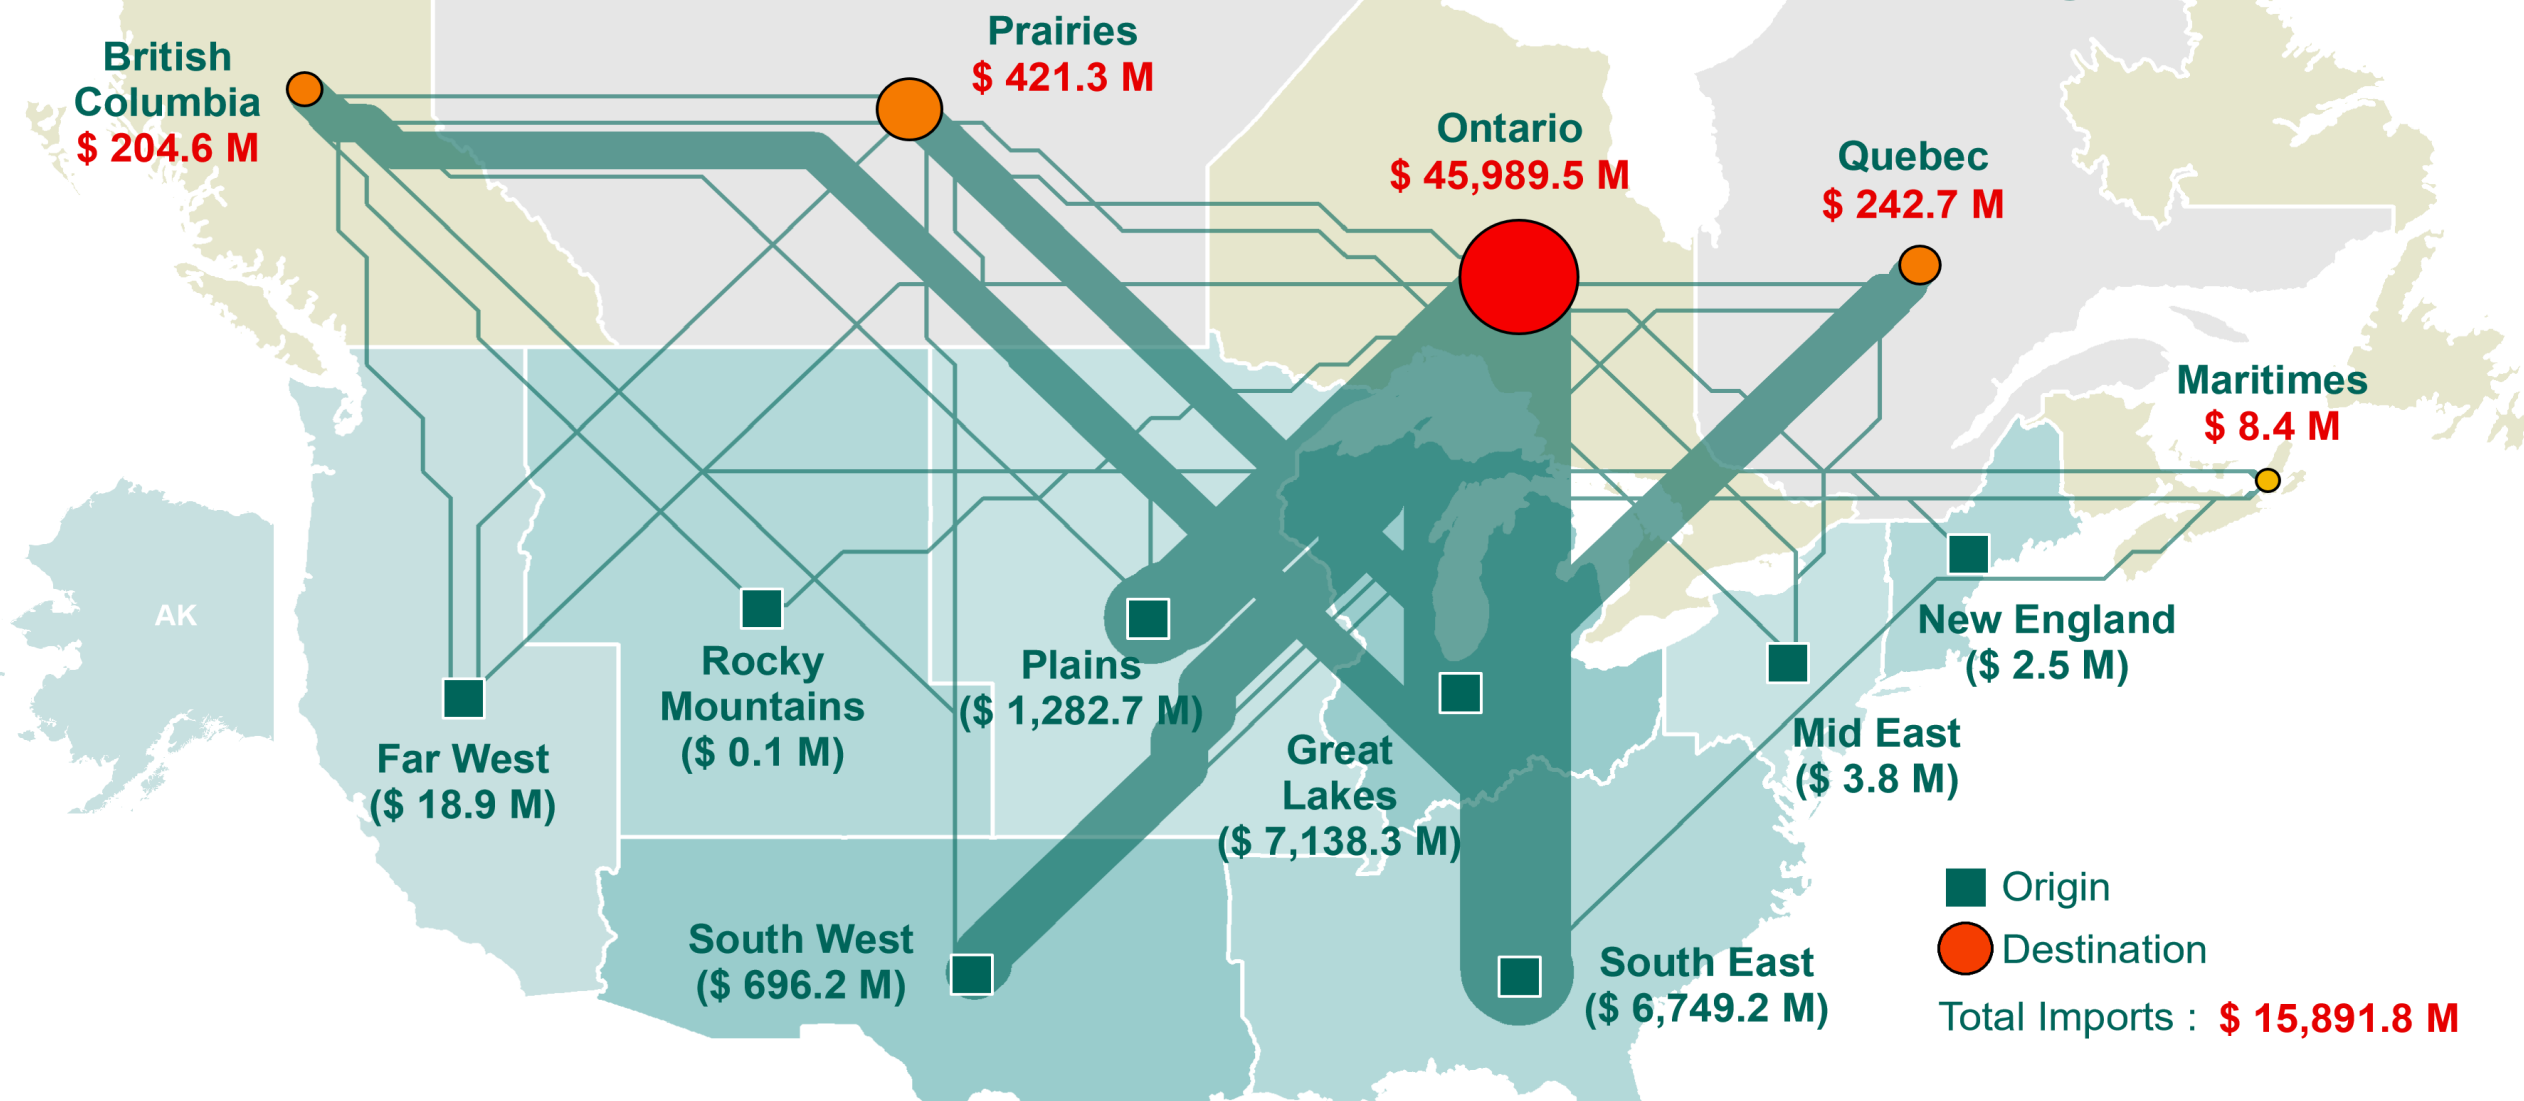 British
Columbia
$ 204.6 M
Prairies
$ 421.3 M
Ontario
$ 45,989.5 M
Quebec
$ 242.7 M
Maritimes
$ 8.4 M
AK
Far West
($ 18.9 M)
Rocky
Mountains
($ 0.1 M)
Plains
($ 1,282.7 M)
Great
Lakes
($ 7,138.3 M)
New England
($ 2.5 M)
Mid East
($ 3.8 M)
South West
($ 696.2 M)
South East
($ 6,749.2 M)
Origin
Destination
Total Imports : $ 15,891.8 M